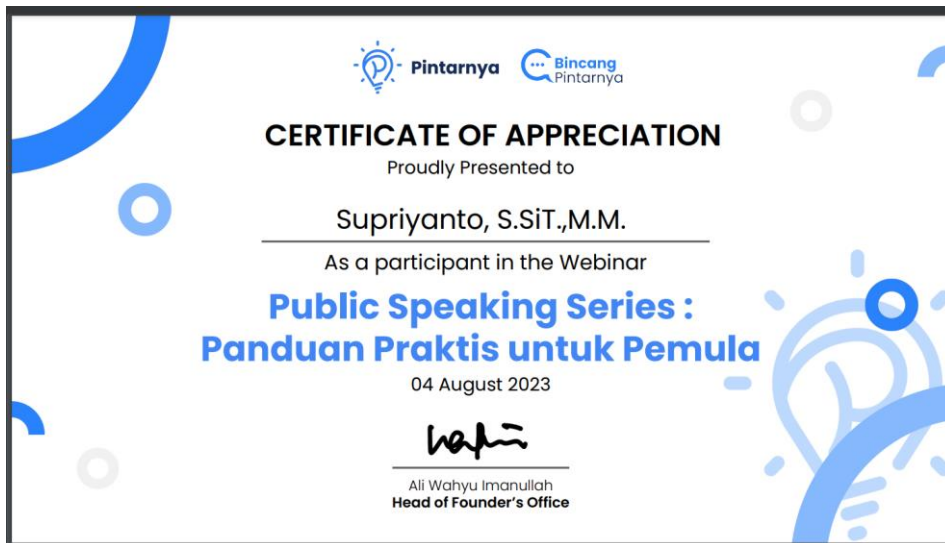 Pintarnya
Bincang
Pintarnya
CERTIFICATE OF APPRECIATION
Proudly Presented to
Supriyanto, S.SiT.,M.M.
As a participant in the Webinar
Public Speaking Series :
Panduan Praktis untuk Pemula
04 August 2023
Ali Wahyu Imanullah
Head of Founder's Office